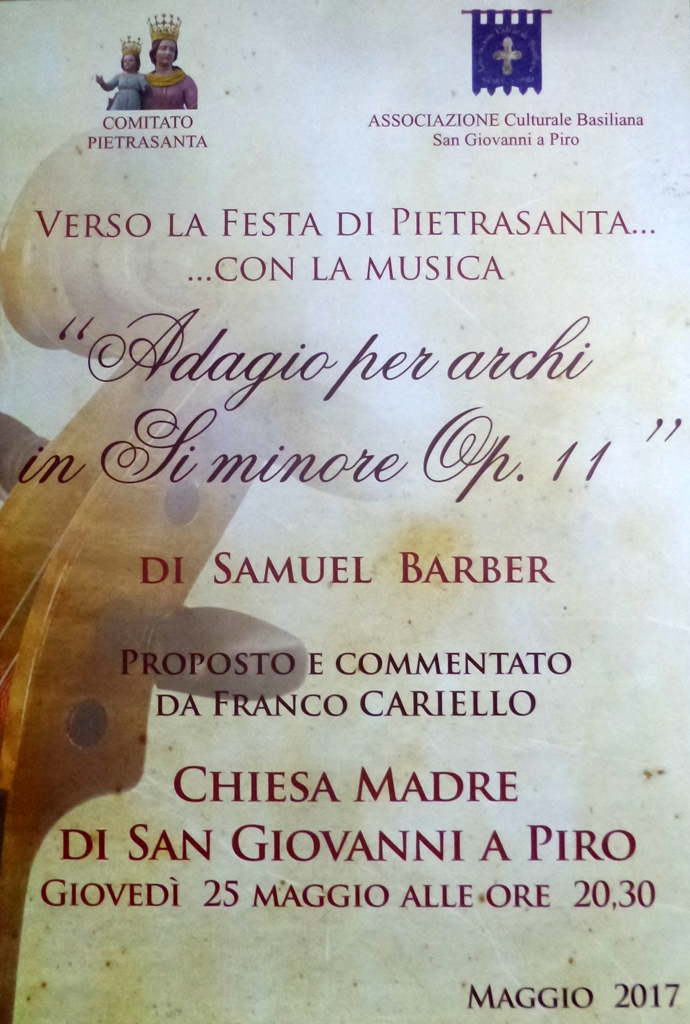 COMITATO
PIETRASANTA
ASSOCIAZIONE Culturale Basiliana
San Giovanni a Piro
VERSO LA FESTA DI PIETRASANTA...
...CON LA MUSICA
“Adagio per archi
in Si minore Op. 11”
DI SAMUEL BARBER
PROPOSTO E COMMENTATO
DA FRANCO CARIELLO
CHIESA MADRE
DI SAN GIOVANNI A PIRO
GIOVEDÌ 25 MAGGIO ALLE ORE 20,30
MAGGIO 2017